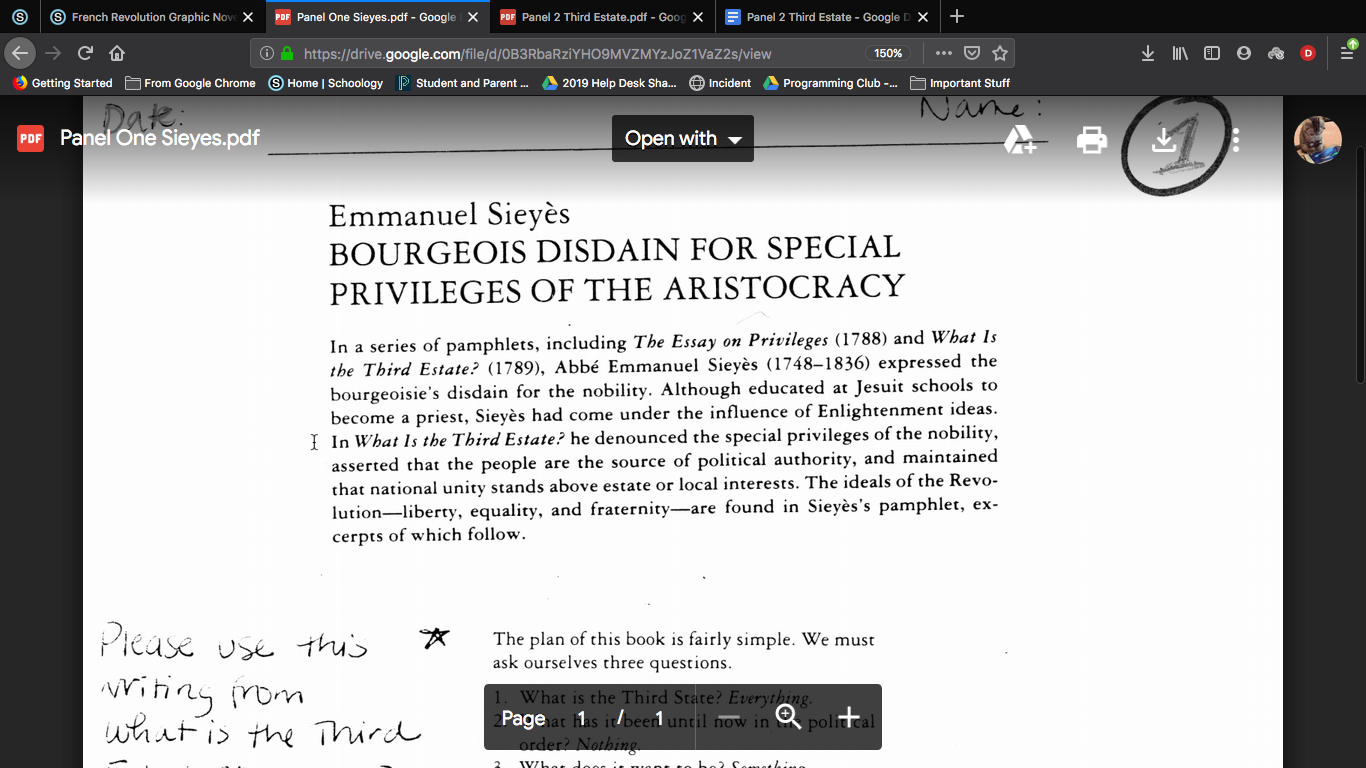 French Revolution Graphic Nov
Panel One Sieyes.pdf - Google
Panel 2 Third Estate.pdf - Goog
Panel 2 Third Estate - Google D
https://drive.google.com/file/d/0B3RbaRziYHO9MVZMYzJoZ1VaZ2s/view
150%
Getting Started
From Google Chrome
Home | Schoology
Student and Parent ...
2019 Help Desk Sha...
Incident
Programming Club -...
Important Stuff
Date:
Name:
PDF
Panel One Sieyes.pdf
Open with
1
Emmanuel Sieyès
BOURGEOIS DISDAIN FOR SPECIAL
PRIVILEGES OF THE ARISTOCRACY
In a series of pamphlets, including The Essay on Privileges (1788) and What Is
the Third Estate? (1789), Abbé Emmanuel Sieyès (1748–1836) expressed the
bourgeoisie's disdain for the nobility. Although educated at Jesuit schools to
become a priest, Sieyès had come under the influence of Enlightenment ideas.
In What Is the Third Estate? he denounced the special privileges of the nobility,
asserted that the people are the source of political authority, and maintained
that national unity stands above estate or local interests. The ideals of the Revo-
lution—liberty, equality, and fraternity—are found in Sieyès's pamphlet, ex-
cerpts of which follow.
Please use this
writing from
what is the Third
The plan of this book is fairly simple. We must
ask ourselves three questions.
1. What is the Third State? Everything.
2. What has it been until now in the political
order? Nothing.
3. What does it want to be? Something.
Page 1 / 1